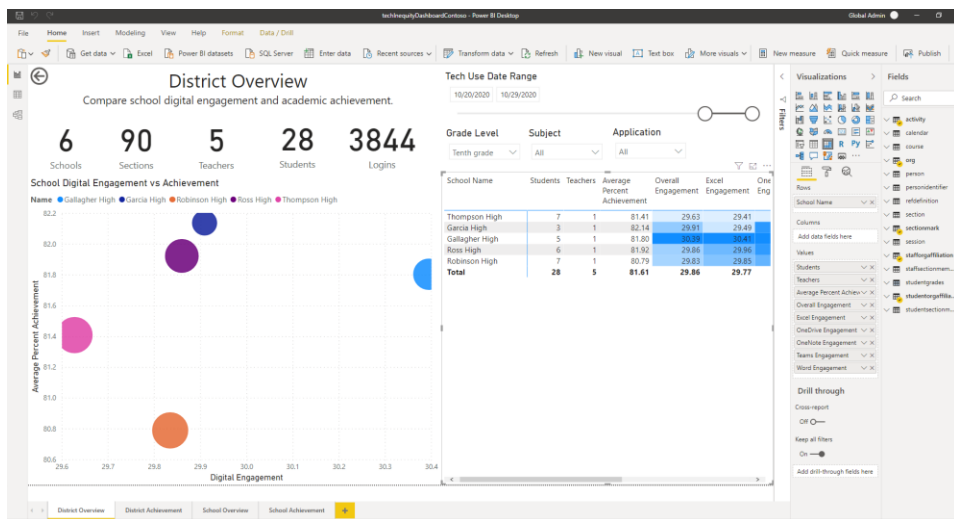 techInequityDashboardContoso - Power BI Desktop
Global Admin
File Home Insert Modeling View Help Format Data / Drill
Get data Excel Power BI datasets SQL Server Enter data Recent sources Transform data Refresh New visual Text box More visuals New measure Quick measure Publish
District Overview
Compare school digital engagement and academic achievement.
6 90 5 28 3844
Schools Sections Teachers Students Logins
Tech Use Date Range
10/20/2020 10/29/2020
Grade Level Subject Application
Tenth grade All All
School Digital Engagement vs Achievement
Name Gallagher High Garcia High Robinson High Ross High Thompson High
Average Percent Achievement
82.2
82.0
81.8
81.6
81.4
81.2
81.0
80.8
80.6
29.6 29.7 29.8 29.9 30.0 30.1 30.2 30.3 30.4
Digital Engagement
School Name Students Teachers Average Percent Achievement Overall Engagement Excel Engagement One Eng
Thompson High 7 1 81.41 29.63 29.41
Garcia High 3 1 82.14 29.91 29.49
Gallagher High 5 1 81.80 30.39 30.41
Ross High 6 1 81.92 29.86 29.96
Robinson High 7 1 80.79 29.83 29.85
Total 28 5 81.61 29.86 29.77
Filters
Visualizations
R Py
Rows
School Name
Columns
Add data fields here
Values
Students
Teachers
Average Percent Achiev
Overall Engagement
Excel Engagement
OneDrive Engagement
OneNote Engagement
Teams Engagement
Word Engagement
Drill through
Cross-report
Off
Keep all filters
On
Add drill-through fields here
Fields
Search
activity
calendar
course
org
person
personidentifier
refdefinition
section
sectionmark
session
stafforgaffiliation
staffsectionmem...
studentgrades
studentorgaffilia...
studentsectionm...
District Overview District Achievement School Overview School Achievement